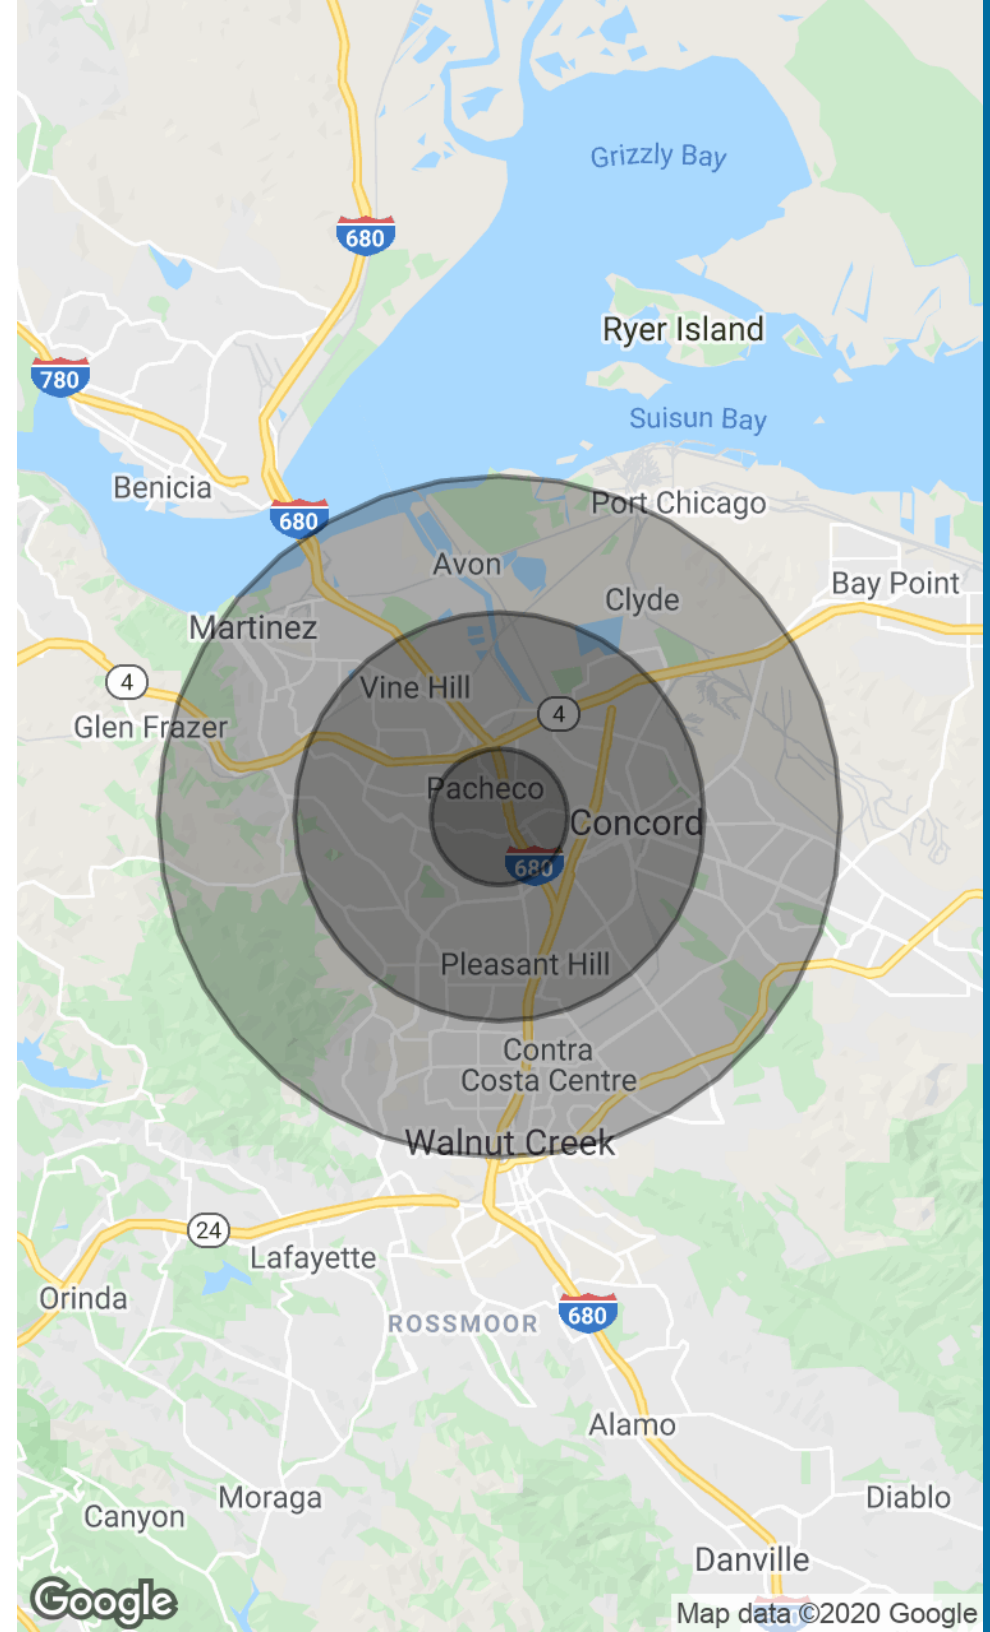 Grizzly Bay
680
Ryer Island
780
Suisun Bay
Benicia
Port Chicago
680
Avon
Bay Point
Clyde
Martinez
4
Vine Hill
4
Glen Frazer
Pacheco
Concord
680
Pleasant Hill
Contra
Costa Centre
Walnut Creek
24
Lafayette
Orinda
ROSSMOOR
680
Alamo
Moraga
Diablo
Canyon
Danville
Google
Map data ©2020 Google